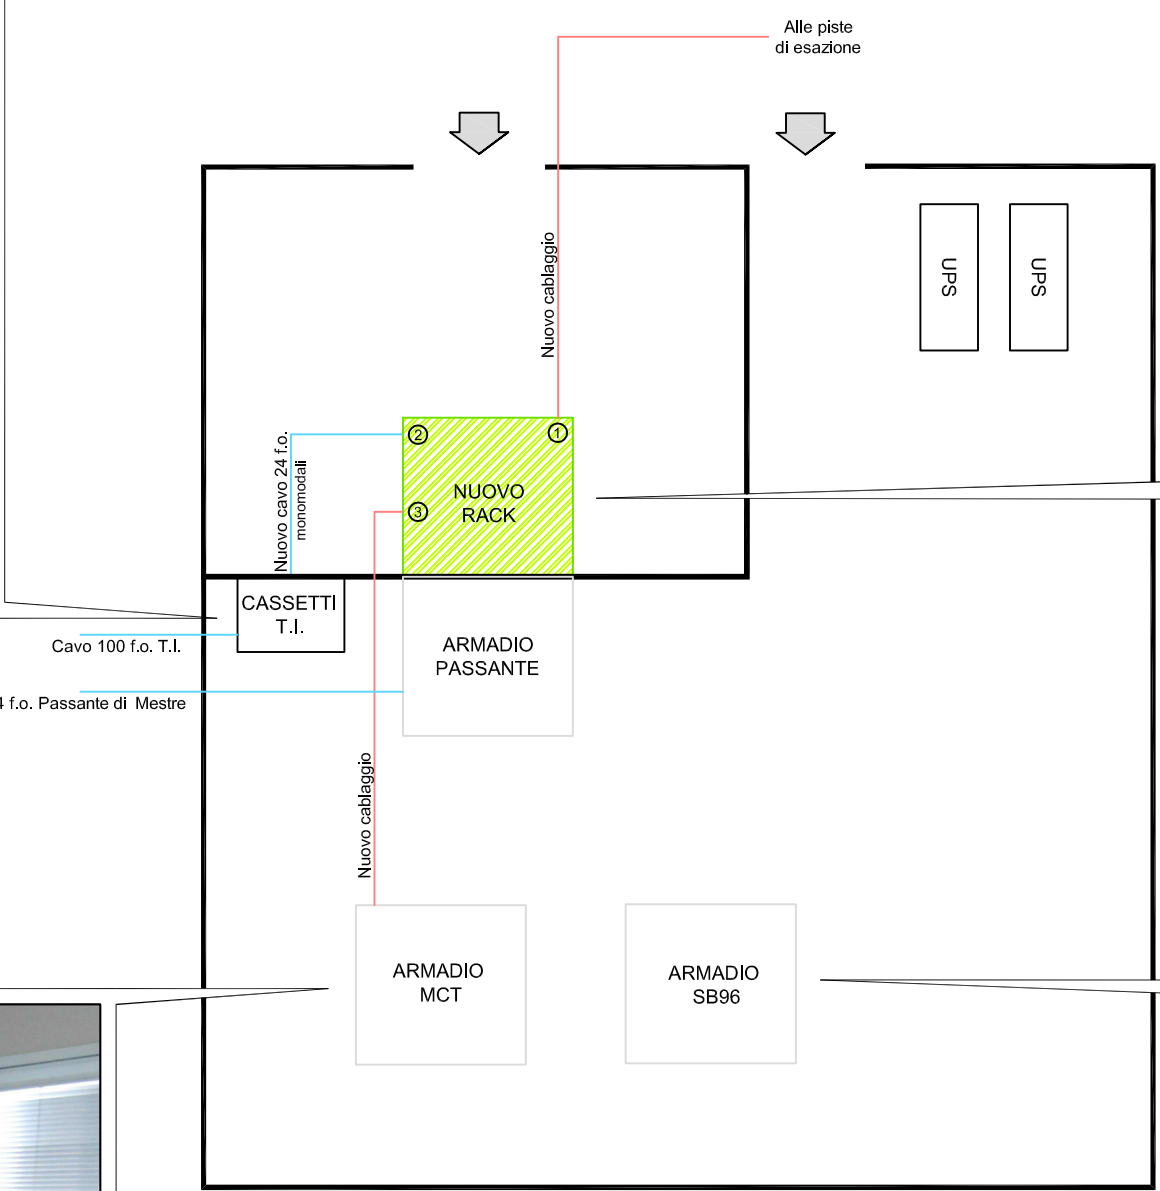 Alle piste
di esazione
Nuovo cablaggio
UPS
UPS
Nuovo cavo 24 f.o.
monomodali
2
1
3
NUOVO
RACK
CASSETTI
T.I.
Cavo 100 f.o. T.I.
ARMADIO
PASSANTE
4 f.o. Passante di Mestre
Nuovo cablaggio
ARMADIO
MCT
ARMADIO
SB96